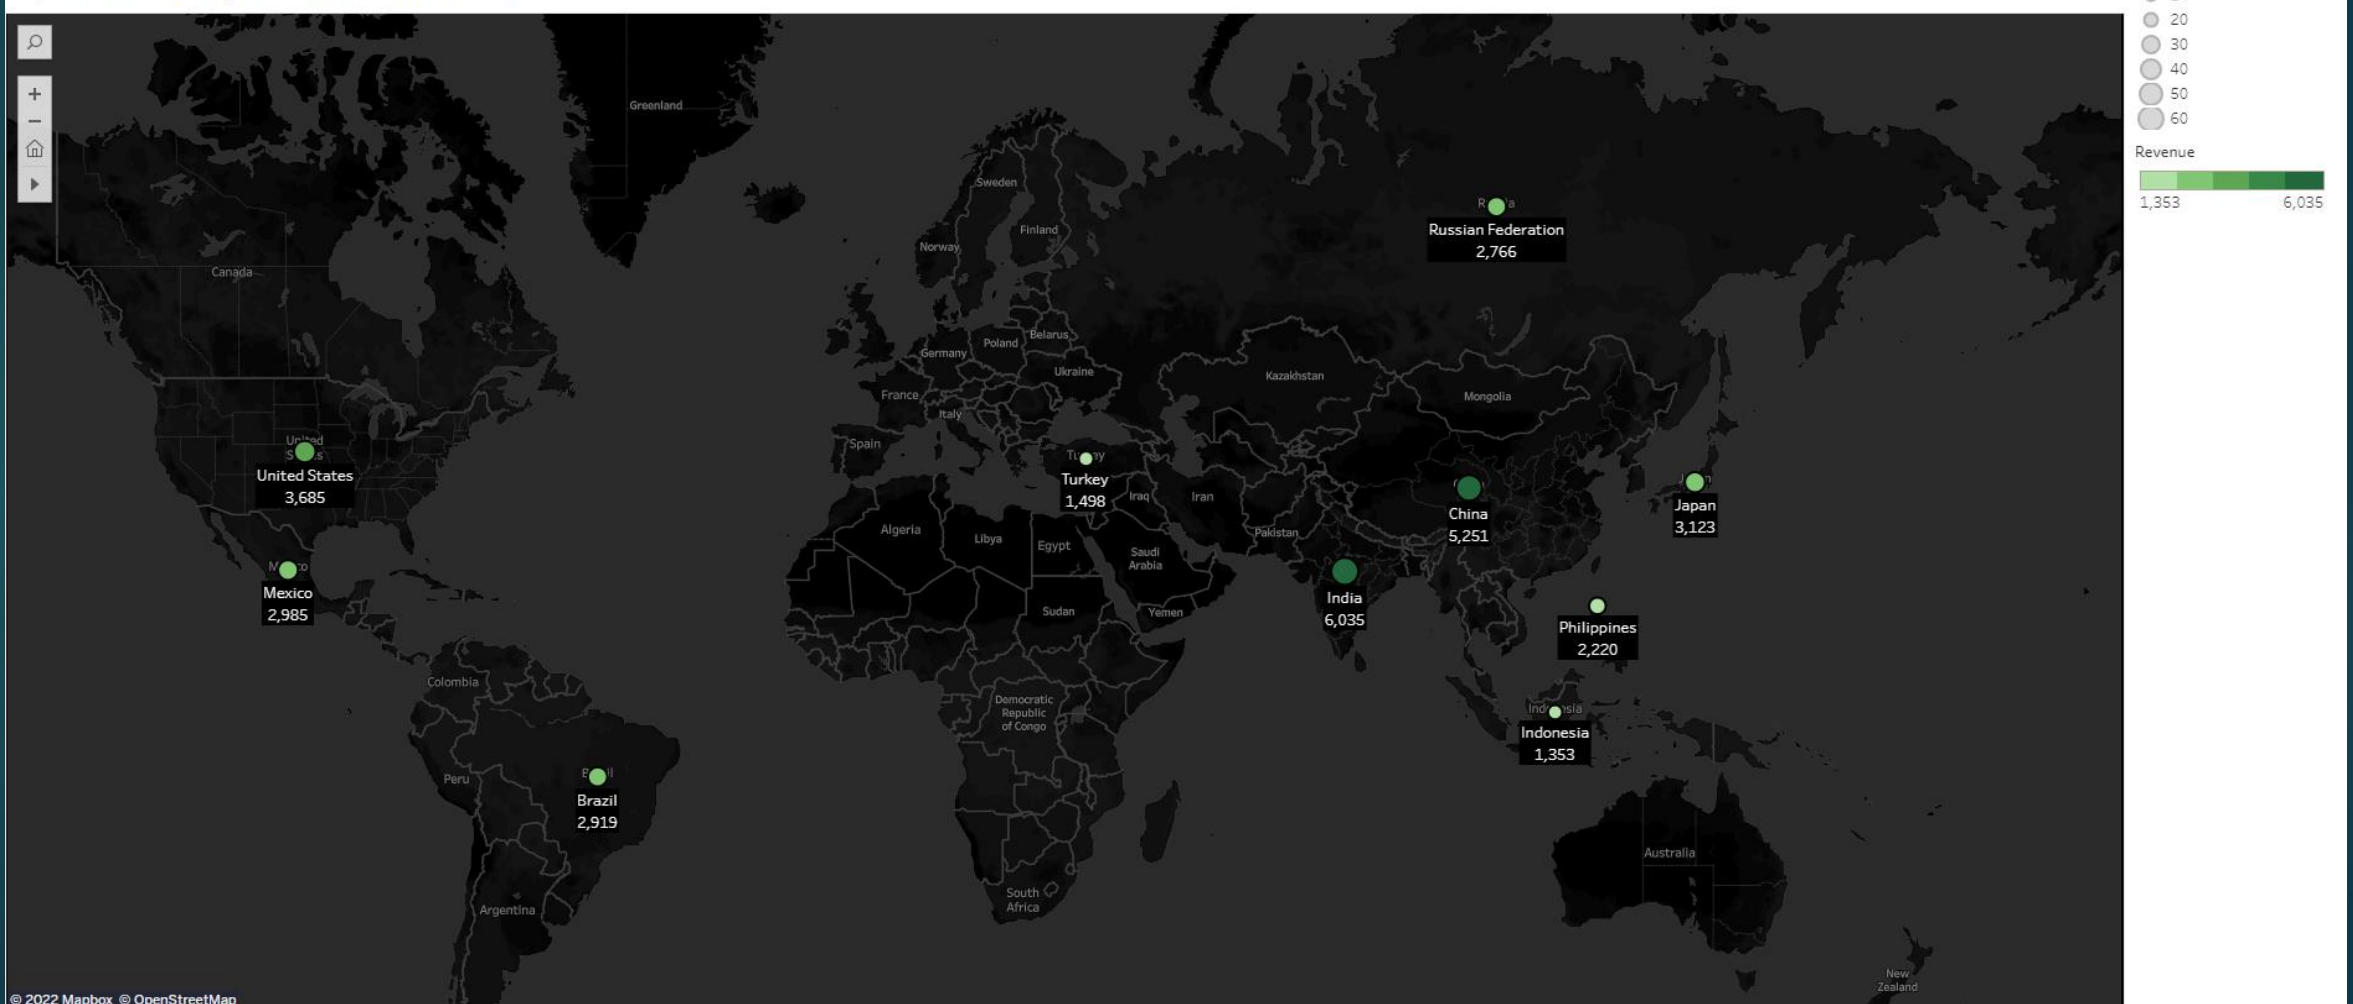 20
30
40
50
60
Revenue
1,353 6,035
Greenland
Sweden
Finland
Norway
Russian Federation
2,766
Canada
Belarus
Poland
Germany
Ukraine
Kazakhstan
France
Mongolia
Italy
Spain
United
United States
3,685
Turkey
1,498
Iraq
Iran
China
5,251
Japan
3,123
Algeria
Libya
Egypt
Pakistan
Saudi
Arabia
Mexico
2,985
India
6,035
Sudan
Yemen
Philippines
2,220
Colombia
Democratic
Republic
of Congo
Indonesia
1,353
Peru
Brazil
2,919
Australia
South
Africa
Argentina
New
Zealand
© 2022 Mapbox © OpenStreetMap